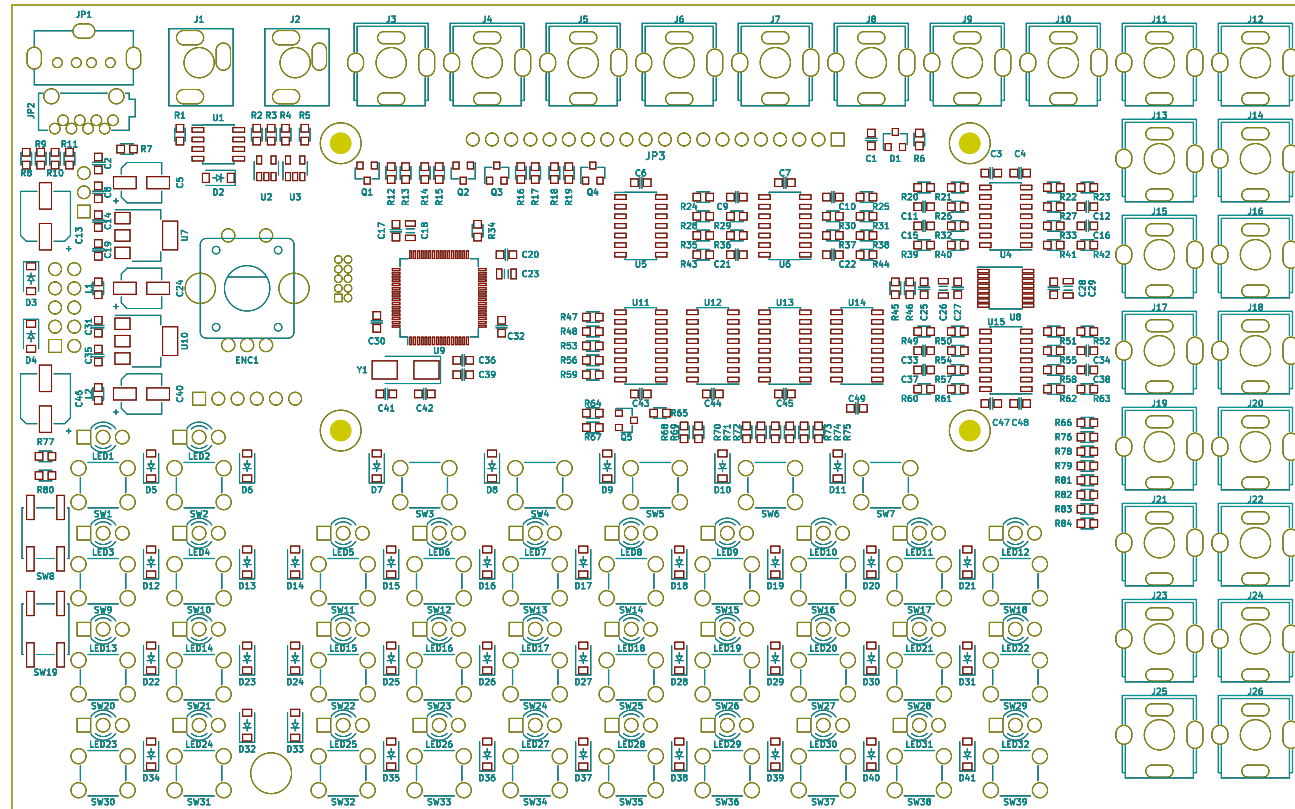 JP1 J1 J2 J3 J4 J5 J6 J7 J8 J9 J10 J11 J12
JP2 R1 U1 R2 R3 R4 R5 J13 J14
R9 R11 R7 JP3 C1 D1 R6
R8 R10 C2 C3 C4
C8 C5 D2 U2 U3 Q1 R12 R13 R14 R15 Q2 Q3 R16 R17 R18 R19 Q4 C6 C7
R20 R21 R22 R23
R24 C9 C10 R25 C11 R26 R27 C12
C13 C14 U7 C17 C18 R34 R28 R29 R30 R31 C15 R32 R33 C16 J15 J16
C19 R35 R36 R37 R38 R39 R40 U4 R41 R42
C20 R43 U5 C21 U6 C22 R44
C23
D3 L1 C24 R45 R46 C25 C26 C27 U8 C28 C29
U11 U12 U13 U14 J17 J18
C31 R47 U15
D4 C35 U10 ENC1 C30 C32 R48 R49 R50 R51 R52
U9 R53 C33 R54 R55 C34
Y1 C36 R56
C39 R59 C37 R57 R58 C38
C46 L2 C40 C41 C42 C43 C44 C45 C49 R60 R61 R62 R63
R64 Q5 R65 C47 C48 J19 J20
R77 R67 R68 R69 R70 R71 R72 R73 R74 R75 R66
R76
LED1 LED2 R78
R79
R80 D5 D6 D7 D8 D9 D10 D11 R81
R82
J21 J22
SW1 SW2 SW3 SW4 SW5 SW6 SW7 R83
R84
LED3 LED4 LED5 LED6 LED7 LED8 LED9 LED10 LED11 LED12
SW8 D12 D13 D14 D15 D16 D17 D18 D19 D20 D21
J23 J24
SW9 SW10 SW11 SW12 SW13 SW14 SW15 SW16 SW17 SW18
LED13 LED14 LED15 LED16 LED17 LED18 LED19 LED20 LED21 LED22
SW19 D22 D23 D24 D25 D26 D27 D28 D29 D30 D31
J25 J26
SW20 SW21 SW22 SW23 SW24 SW25 SW26 SW27 SW28 SW29
LED23 LED24 D32 D33 LED25 LED26 LED27 LED28 LED29 LED30 LED31 LED32
D34 D35 D36 D37 D38 D39 D40 D41
SW30 SW31 SW32 SW33 SW34 SW35 SW36 SW37 SW38 SW39